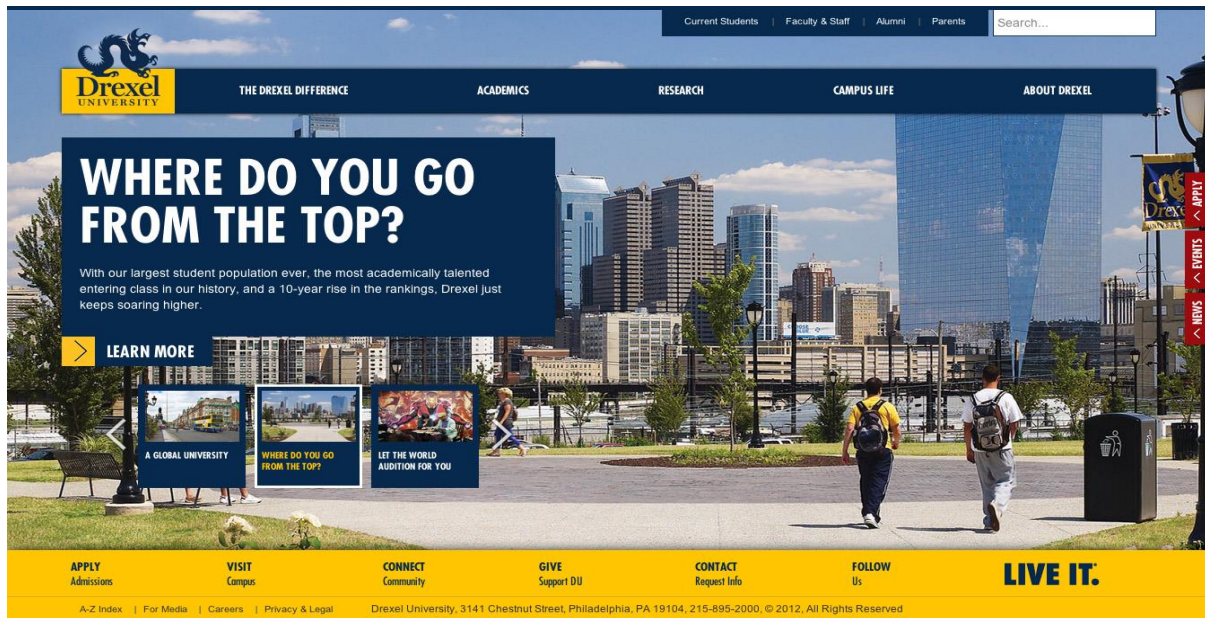 Current Students | Faculty & Staff | Alumni | Parents
Search...
Drexel
UNIVERSITY
THE DREXEL DIFFERENCE
ACADEMICS
RESEARCH
CAMPUS LIFE
ABOUT DREXEL
WHERE DO YOU GO
FROM THE TOP?
With our largest student population ever, the most academically talented
entering class in our history, and a 10-year rise in the rankings, Drexel just
keeps soaring higher.
LEARN MORE
APPLY
EVENTS
NEWS
A GLOBAL UNIVERSITY
WHERE DO YOU GO
FROM THE TOP?
LET THE WORLD
AUDITION FOR YOU
APPLY
Admissions
VISIT
Campus
CONNECT
Community
GIVE
Support DU
CONTACT
Request Info
FOLLOW
Us
LIVE IT.
A-Z Index | For Media | Careers | Privacy & Legal
Drexel University, 3141 Chestnut Street, Philadelphia, PA 19104, 215-895-2000, © 2012, All Rights Reserved